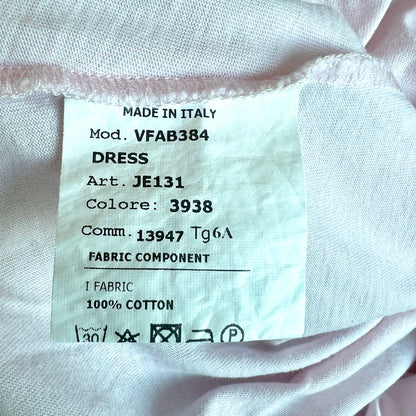 MADE IN ITALY
Mod. VFAB384
DRESS
Art. JE131
Colore: 3938
Comm. 13947 Tg6A
FABRIC COMPONENT
I FABRIC
100% COTTON
30 P